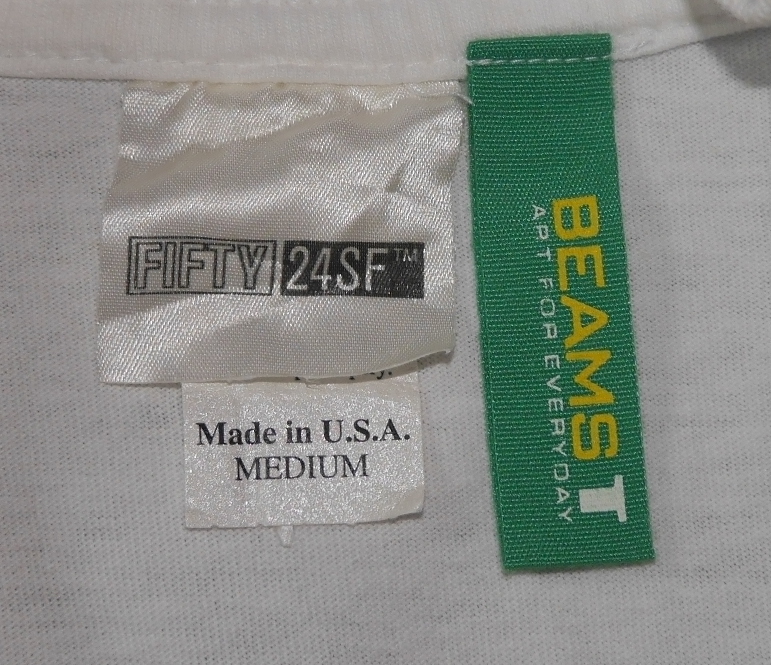 FIFTY 24SF™
Made in U.S.A.
MEDIUM
BEAMS T
ART FOR EVERYDAY